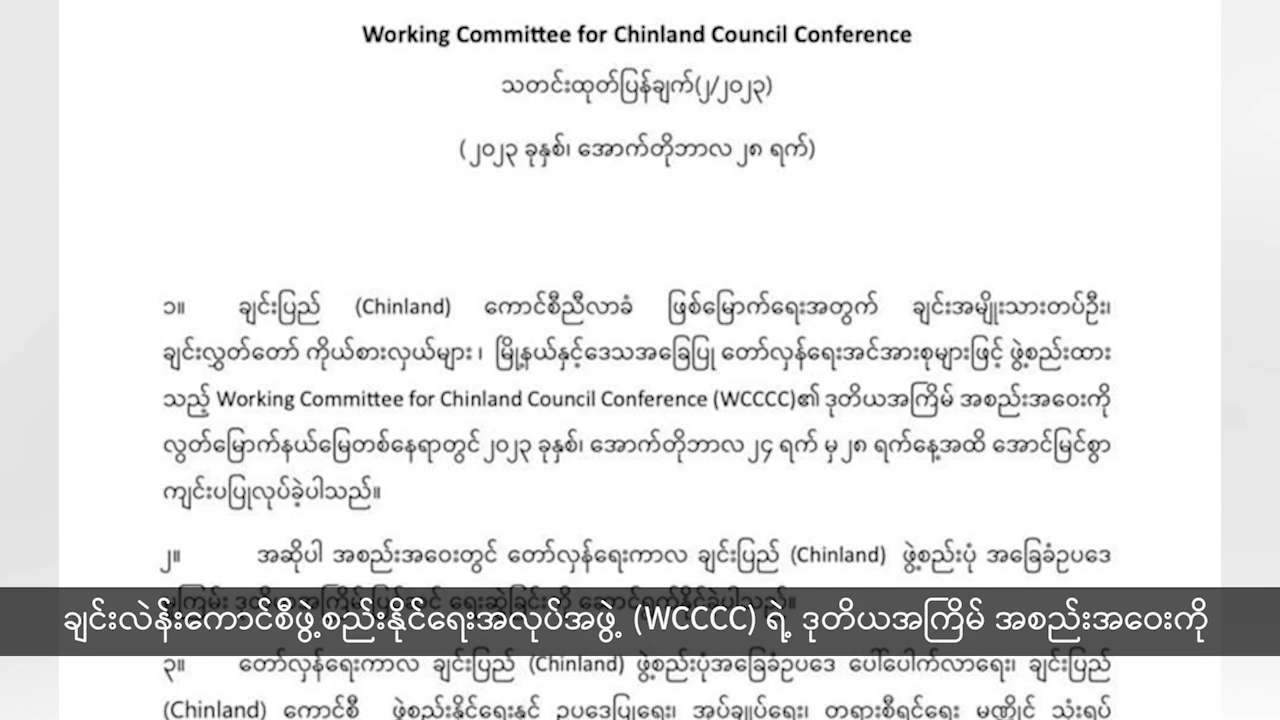 Working Committee for Chinland Council Conference
သတင်းထုတ်ပြန်ချက်(၂/၂၀၂၃)
(၂၀၂၃ ခုနှစ်၊ အောက်တိုဘာလ၂၈ ရက်)
၁။ ချင်းပြည် (Chinland) ကောင်စီညီလာခံ ဖြစ်မြောက်ရေးအတွက် ချင်းအမျိုးသားတပ်ဦး၊
ချင်းလွှတ်တော် ကိုယ်စားလှယ်များ ၊ မြို့နယ်နှင့်ဒေသအခြေပြု တော်လှန်ရေးအင်အားစုများဖြင့် ဖွဲ့စည်းထား
သည့် Working Committee for Chinland Council Conference (WCCCC)၏ ဒုတိယအကြိမ် အစည်းအဝေးကို
လွတ်မြောက်နယ်မြေတစ်နေရာတွင်၂၀၂၃ ခုနှစ်၊ အောက်တိုဘာလ၂၄ ရက် မှ၂၈ ရက်နေ့အထိ အောင်မြင်စွာ
ကျင်းပပြုလုပ်ခဲ့ပါသည်။
၂။ အဆိုပါ အစည်းအဝေးတွင် တော်လှန်ရေးကာလ ချင်းပြည် (Chinland) ဖွဲ့စည်းပုံ အခြေခံဥပဒေ
ချင်းလဲန်းကောင်စီဖွဲ့စည်းနိုင်ရေးအလုပ်အဖွဲ့ (WCCCC) ရဲ့ ဒုတိယအကြိမ် အစည်းအဝေးကို
၃။ တော်လှန်ရေးကာလ ချင်းပြည် (Chinland) ဖွဲ့စည်းပုံအခြေခံဥပဒေ ပေါ်ပေါက်လာရေး၊ ချင်းပြည်
(Chinland) ကောင်စီ ဖွဲ့စည်းနိုင်ရေးနှင့် ဥပဒေပြုရေး၊ အုပ်ချုပ်ရေး၊ တရားစီရင်ရေး မဏ္ဍိုင် သုံးရပ်